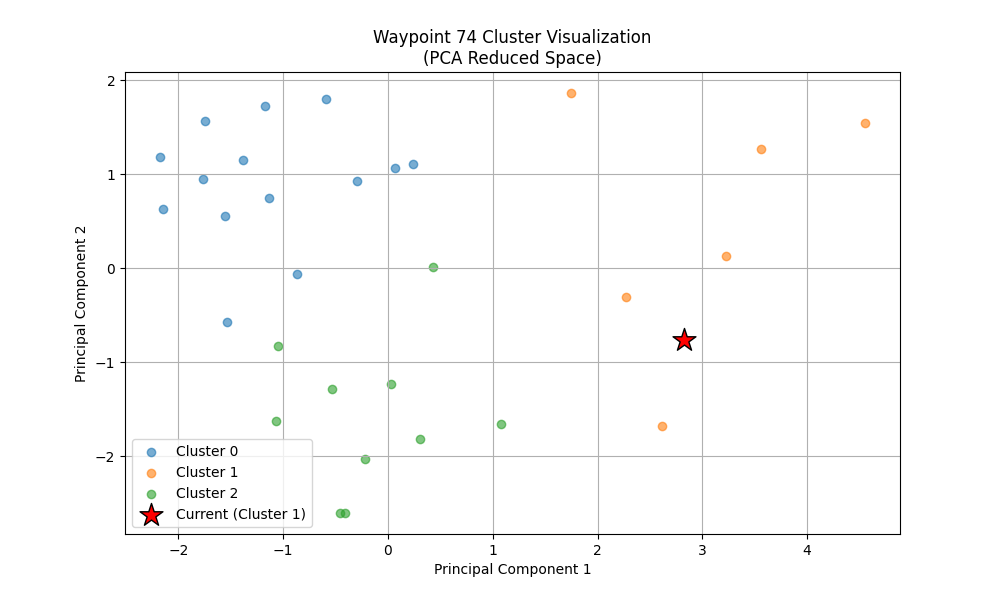 Waypoint 74 Cluster Visualization
(PCA Reduced Space)
Principal Component 2
2
1
0
−1
−2
Cluster 0
Cluster 1
Cluster 2
Current (Cluster 1)
−2
−1
0
1
2
3
4
Principal Component 1